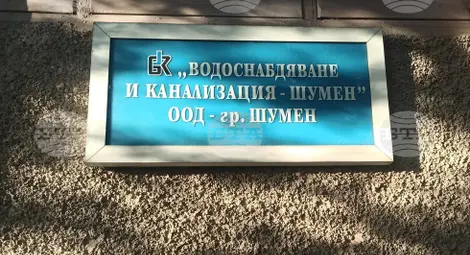 ВК „ВОДОСНАБДЯВАНЕ
И КАНАЛИЗАЦИЯ - ШУМЕН”
ООД - гр. ШУМЕН